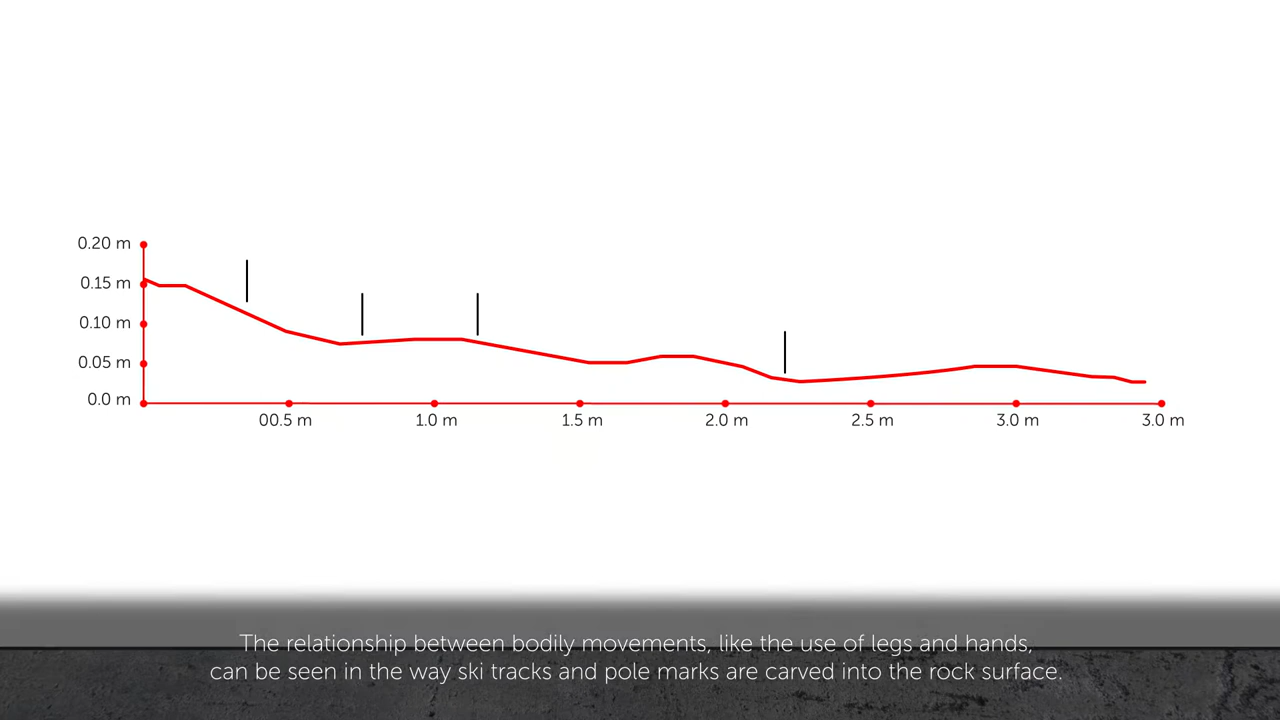 0.20 m
0.15 m
0.10 m
0.05 m
0.0 m
00.5 m 1.0 m 1.5 m 2.0 m 2.5 m 3.0 m 3.0 m
The relationship between bodily movements, like the use of legs and hands,
can be seen in the way ski tracks and pole marks are carved into the rock surface.